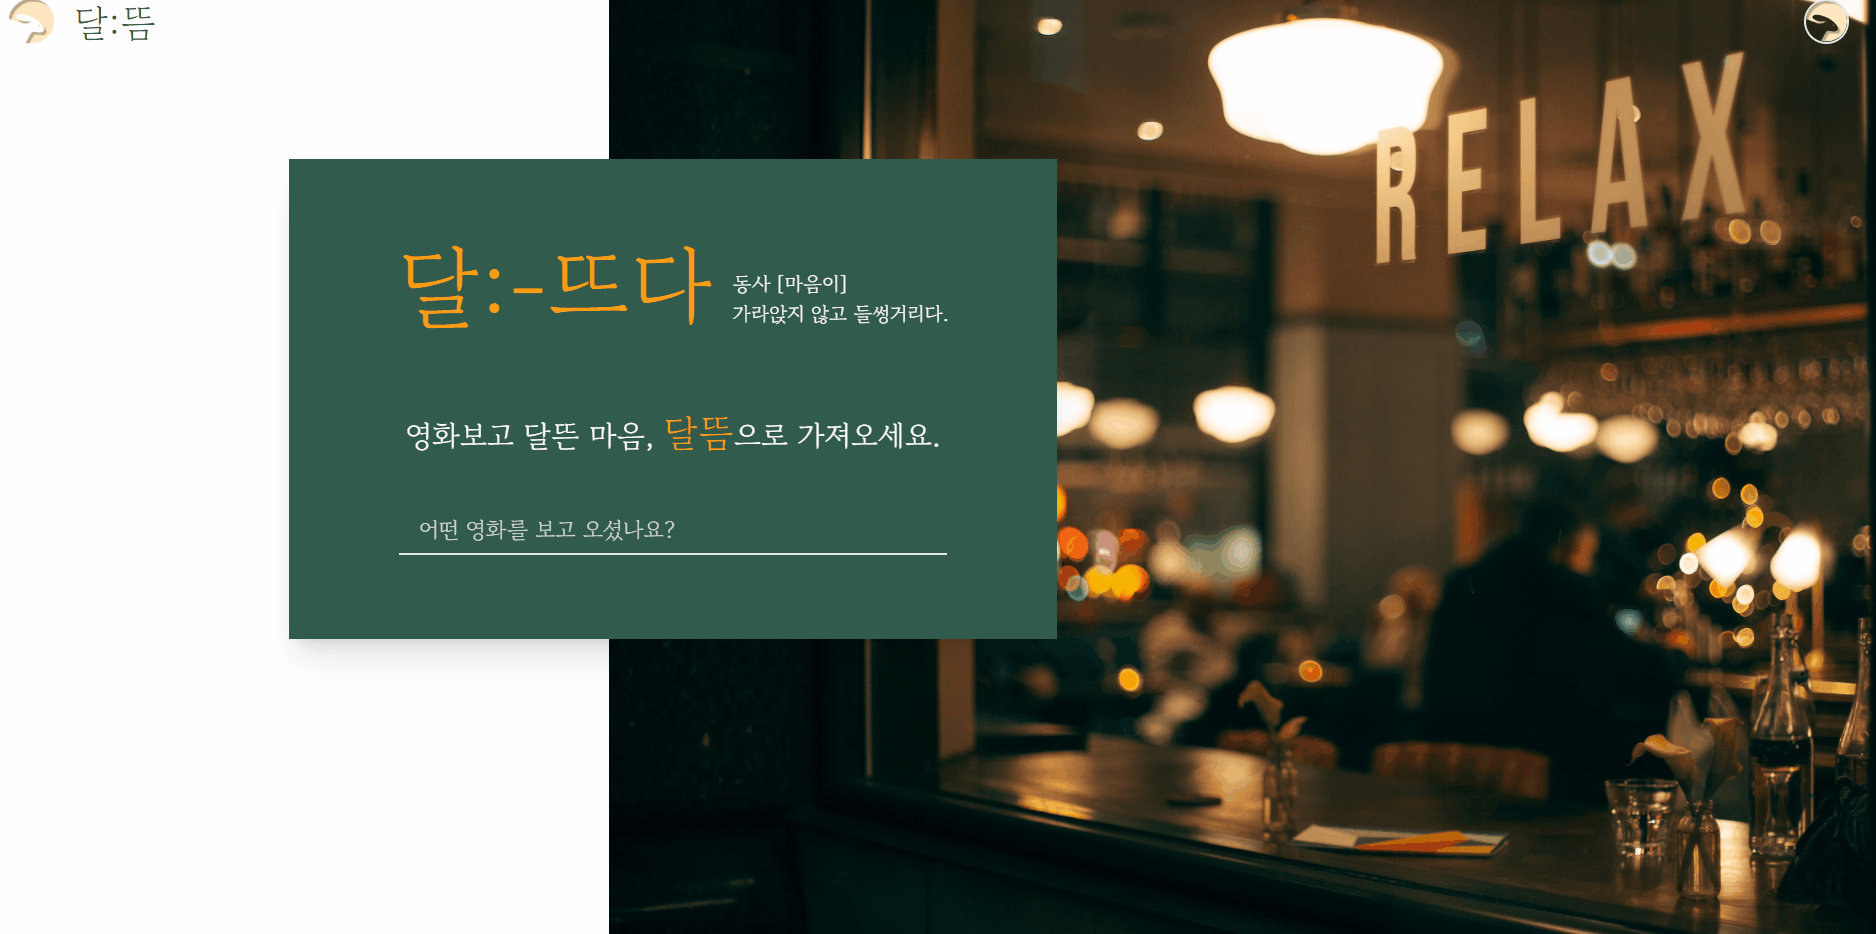 달:뜸
RELAX
달:-뜨다
동사 [마음이]
가라앉지 않고 들썽거리다.
영화보고 달뜬 마음, 달뜸으로 가져오세요.
어떤 영화를 보고 오셨나요?